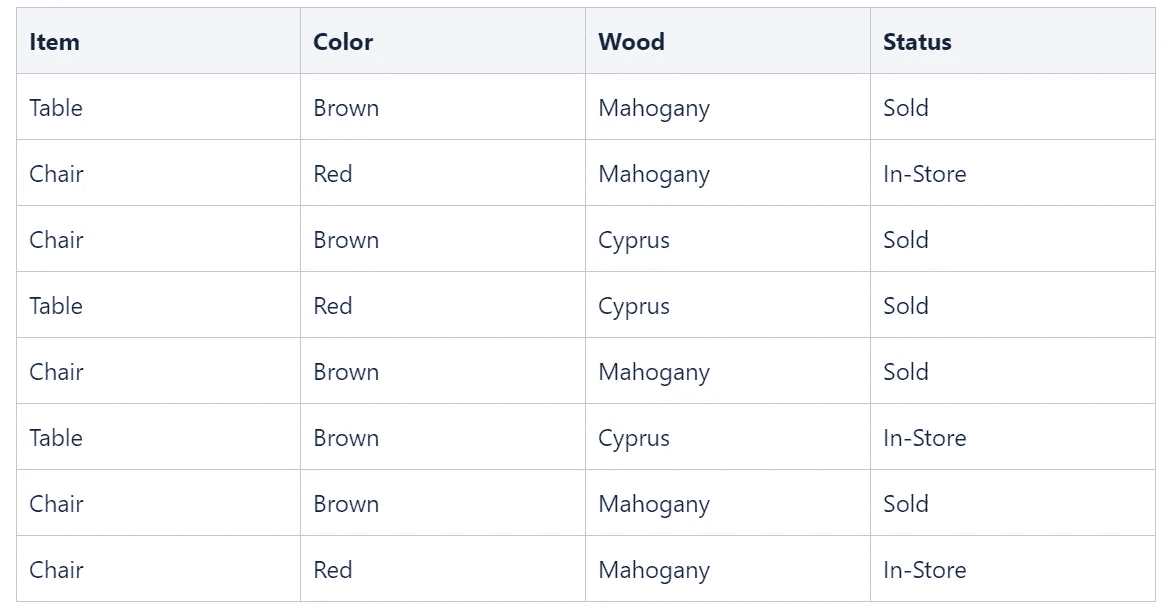 Item Color Wood Status
Table Brown Mahogany Sold
Chair Red Mahogany In-Store
Chair Brown Cyprus Sold
Table Red Cyprus Sold
Chair Brown Mahogany Sold
Table Brown Cyprus In-Store
Chair Brown Mahogany Sold
Chair Red Mahogany In-Store